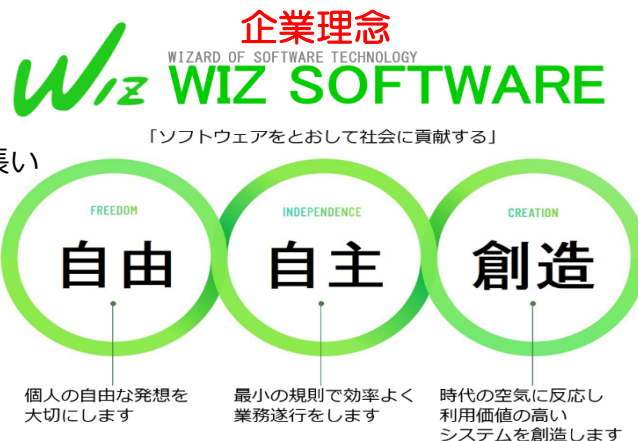 企業理念
Wiz
WIZARD OF SOFTWARE TECHNOLOGY
WIZ SOFTWARE
「ソフトウェアをとおして社会に貢献する」
い
FREEDOM
自由
INDEPENDENCE
自主
CREATION
創造
個人の自由な発想を
大切にします
最小の規則で効率よく
業務遂行をします
時代の空気に反応し
利用価値の高い
システムを創造します